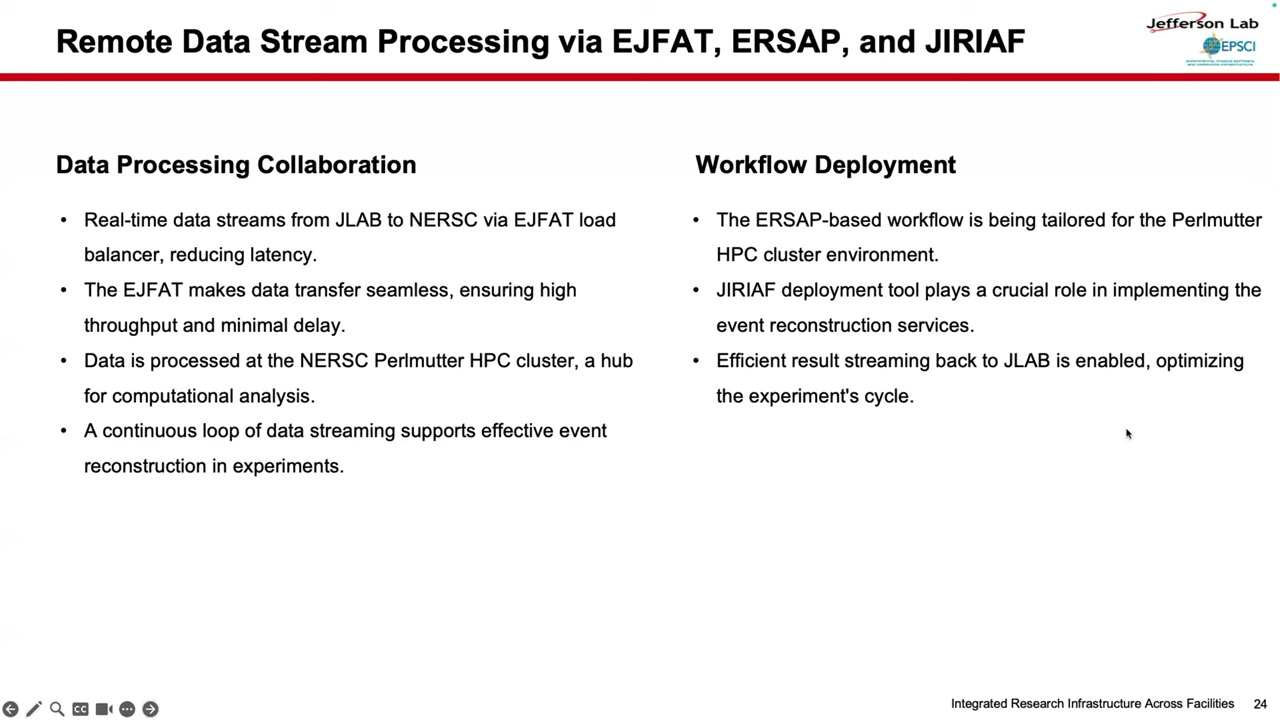 Remote Data Stream Processing via EJFAT, ERSAP, and JIRIAF
Jefferson Lab
EPSCI
Data Processing Collaboration
• Real-time data streams from JLAB to NERSC via EJFAT load
balancer, reducing latency.
• The EJFAT makes data transfer seamless, ensuring high
throughput and minimal delay.
• Data is processed at the NERSC Perlmutter HPC cluster, a hub
for computational analysis.
• A continuous loop of data streaming supports effective event
reconstruction in experiments.
Workflow Deployment
• The ERSAP-based workflow is being tailored for the Perlmutter
HPC cluster environment.
• JIRIAF deployment tool plays a crucial role in implementing the
event reconstruction services.
• Efficient result streaming back to JLAB is enabled, optimizing
the experiment's cycle.
CC
Integrated Research Infrastructure Across Facilities 24